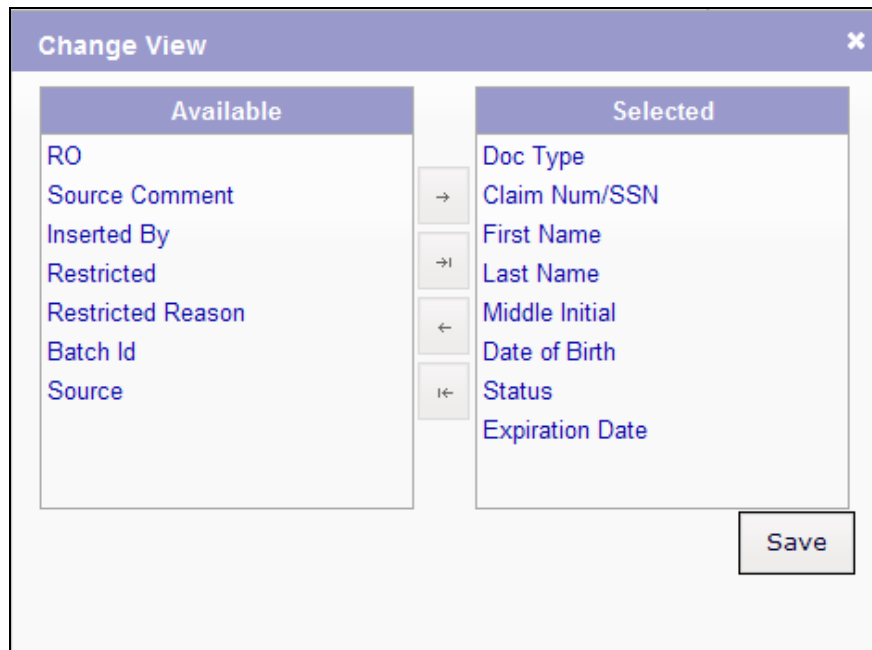 Change View
Available
RO
Source Comment
Inserted By
Restricted
Restricted Reason
Batch Id
Source
Selected
Doc Type
Claim Num/SSN
First Name
Last Name
Middle Initial
Date of Birth
Status
Expiration Date
Save